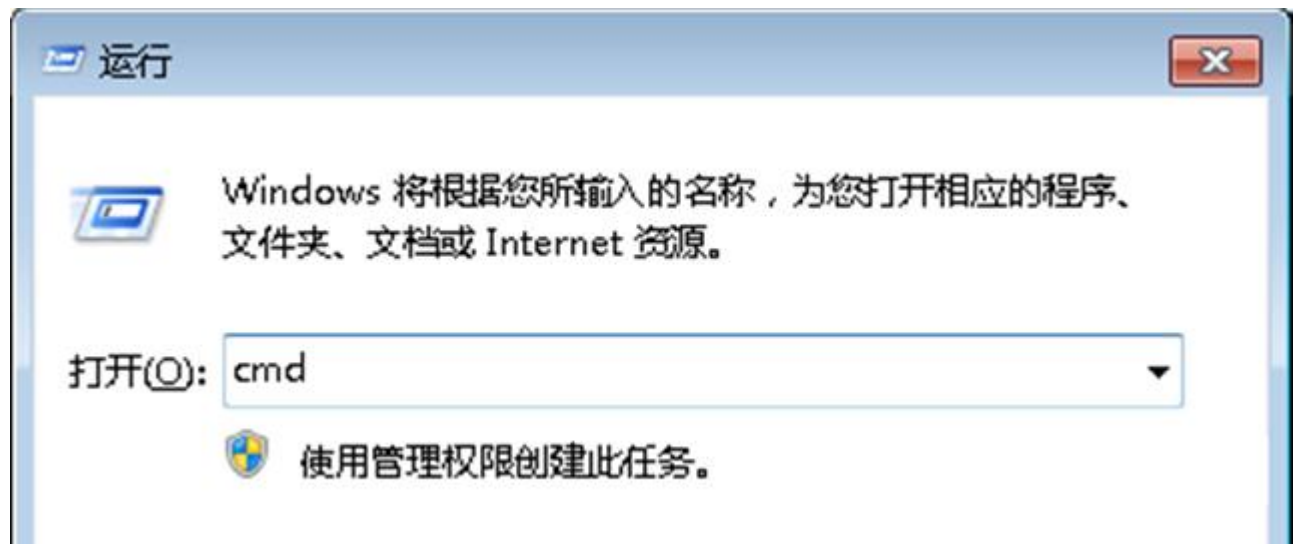 运行
Windows 将根据您所输入的名称，为您打开相应的程序、
文件夹、文档或 Internet 资源。
打开(O): cmd
使用管理权限创建此任务。